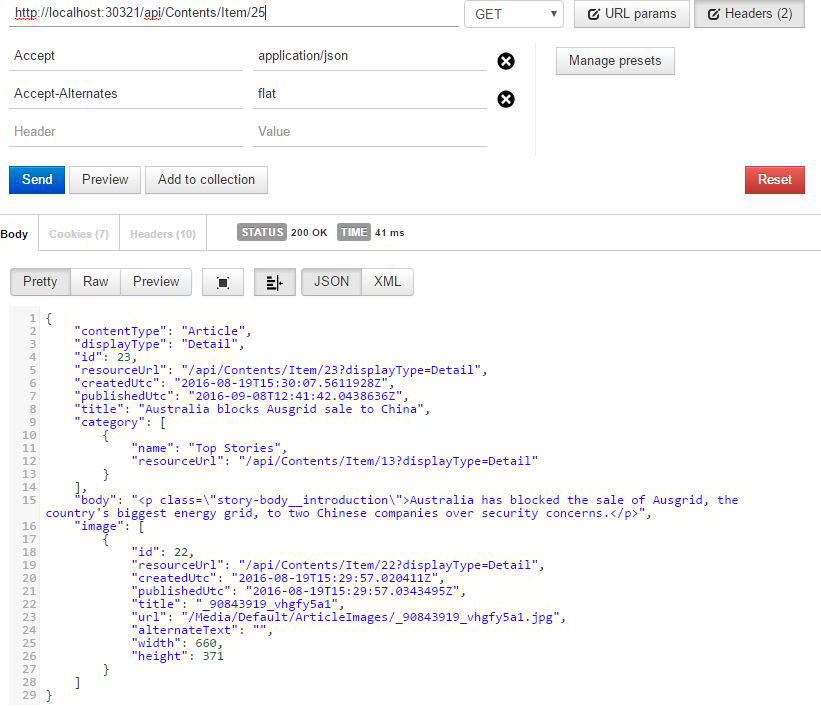 http://localhost:30321/api/Contents/Item/25 GET URL params Headers (2)
Accept application/json Manage presets
Accept-Alternates flat
Header Value
Send Preview Add to collection Reset
Body Cookies (7) Headers (10) STATUS 200 OK TIME 41 ms
Pretty Raw Preview JSON XML
1 {
2 "contentType": "Article",
3 "displayType": "Detail",
4 "id": 23,
5 "resourceUrl": "/api/Contents/Item/23?displayType=Detail",
6 "createdUtc": "2016-08-19T15:30:07.5611928Z",
7 "publishedUtc": "2016-09-08T12:41:42.0438636Z",
8 "title": "Australia blocks Ausgrid sale to China",
9 "category": [
10 {
11 "name": "Top Stories",
12 "resourceUrl": "/api/Contents/Item/13?displayType=Detail"
13 }
14 ],
15 "body": "<p class=\"story-body__introduction\">Australia has blocked the sale of Ausgrid, the
country's biggest energy grid, to two Chinese companies over security concerns.</p>",
16 "image": [
17 {
18 "id": 22,
19 "resourceUrl": "/api/Contents/Item/22?displayType=Detail",
20 "createdUtc": "2016-08-19T15:29:57.020411Z",
21 "publishedUtc": "2016-08-19T15:29:57.0343495Z",
22 "title": "_90843919_vhgfy5a1",
23 "url": "/Media/Default/ArticleImages/_90843919_vhgfy5a1.jpg",
24 "alternateText": "",
25 "width": 660,
26 "height": 371
27 }
28 ]
29 }